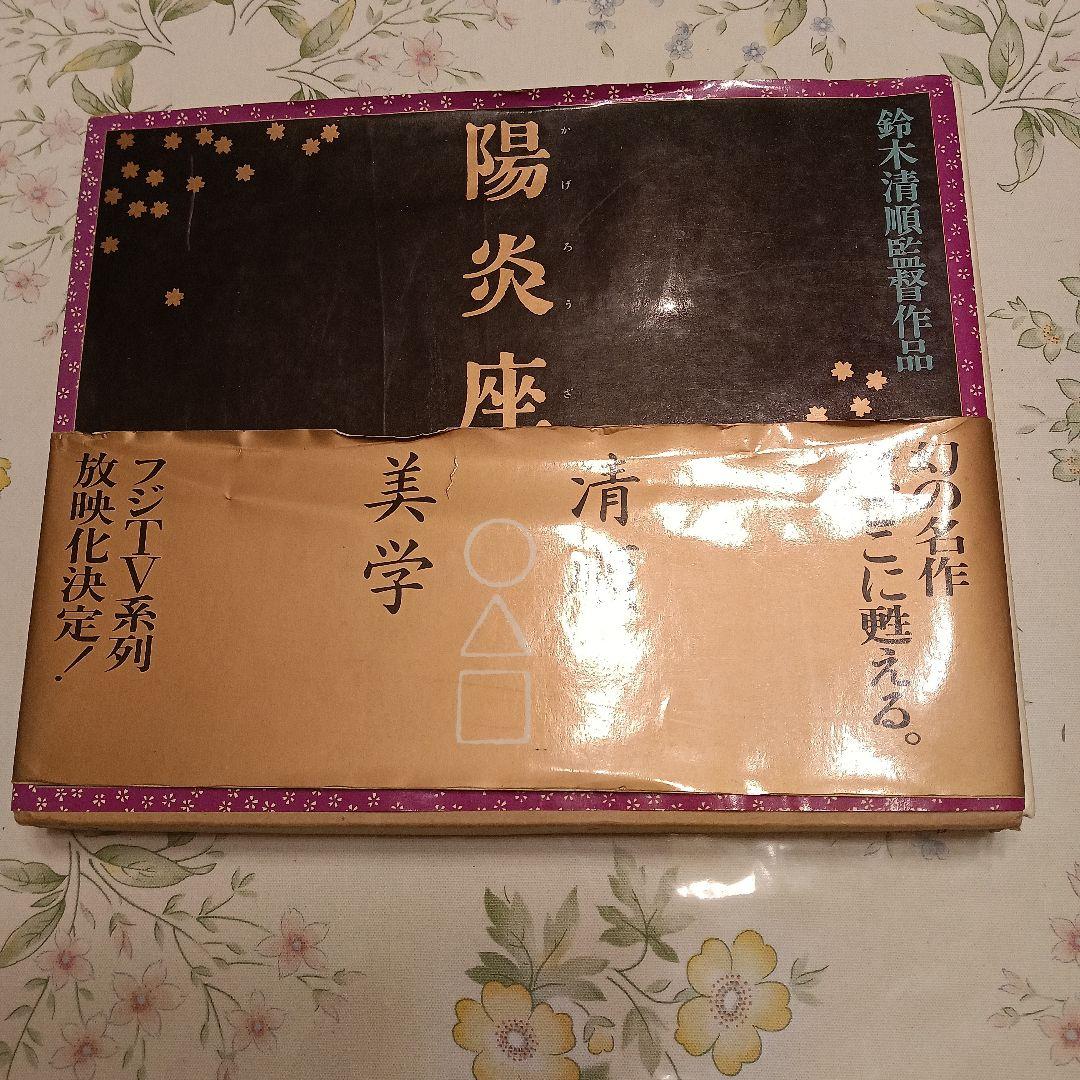 鈴木清順監督作品
陽炎座
かげろうざ
幻の名作
こに甦える。
清
美学
フジTV系列
放映化決定!